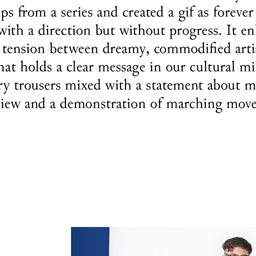 ps from a series and created a gif as forever
with a direction but without progress. It en
tension between dreamy, commodified arti
hat holds a clear message in our cultural mi
ry trousers mixed with a statement about m
iew and a demonstration of marching move